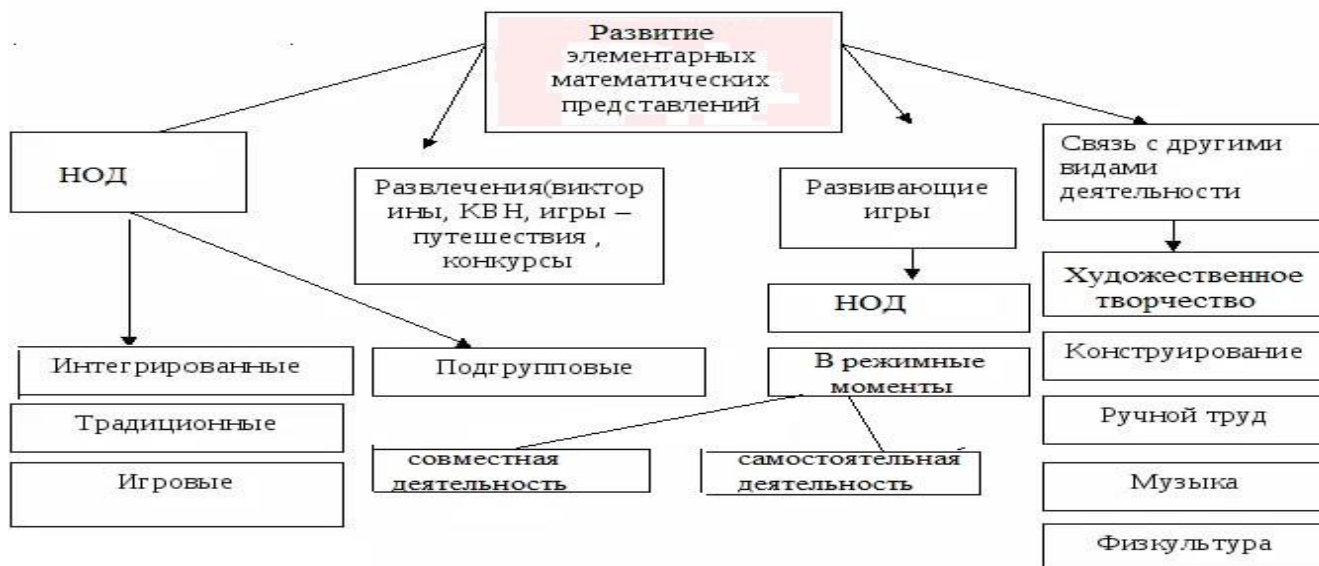 Развитие
элементарных
математических
представлений
НОД
Развлечения(виктор
ины, КВН, игры –
путешествия ,
конкурсы
Развивающие
игры
Связь с другими
видами
деятельности
НОД
Художественное
творчество
Интегрированные
Подгрупповые
В режимные
моменты
Конструирование
Традиционные
Ручной труд
Игровые
совместная
деятельность
самостоятельная
деятельность
Музыка
Физкультура